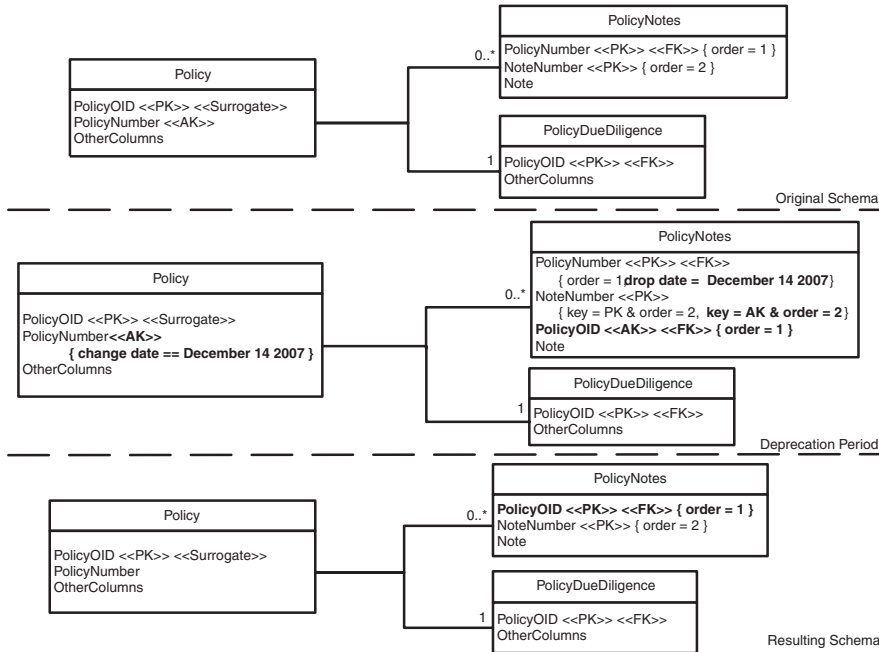 PolicyNotes
PolicyNumber <<PK>> <<FK>> { order = 1 }
NoteNumber <<PK>> { order = 2 }
Note
0..*
Policy
PolicyOID <<PK>> <<Surrogate>>
PolicyNumber <<AK>>
OtherColumns
PolicyDueDiligence
1
PolicyOID <<PK>> <<FK>>
OtherColumns
Original Schema
PolicyNotes
PolicyNumber <<PK>> <<FK>>
{ order = 1,drop date = December 14 2007}
NoteNumber <<PK>>
{ key = PK & order = 2, key = AK & order = 2}
PolicyOID <<AK>> <<FK>> { order = 1 }
Note
0..*
Policy
PolicyOID <<PK>> <<Surrogate>>
PolicyNumber<<AK>>
{ change date == December 14 2007 }
OtherColumns
PolicyDueDiligence
1
PolicyOID <<PK>> <<FK>>
OtherColumns
Deprecation Period
PolicyNotes
PolicyOID <<PK>> <<FK>> { order = 1 }
NoteNumber <<PK>> { order = 2 }
Note
0..*
Policy
PolicyOID <<PK>> <<Surrogate>>
PolicyNumber
OtherColumns
PolicyDueDiligence
1
PolicyOID <<PK>> <<FK>>
OtherColumns
Resulting Schema